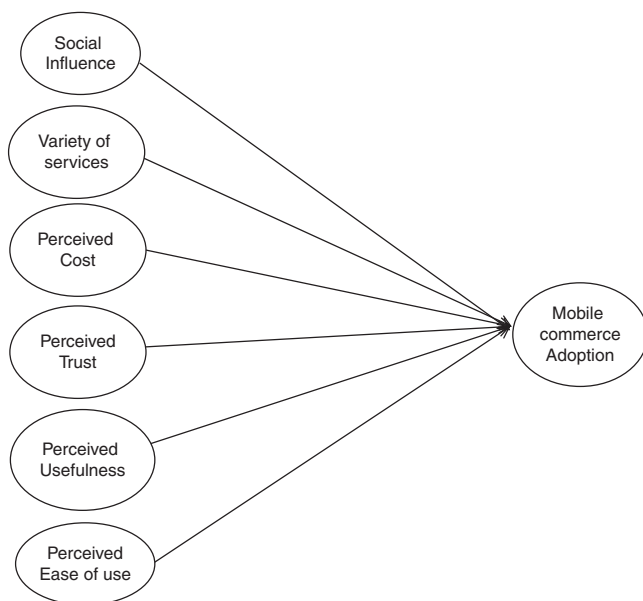 Social
Influence
Variety of
services
Perceived
Cost
Perceived
Trust
Perceived
Usefulness
Perceived
Ease of use
Mobile
commerce
Adoption